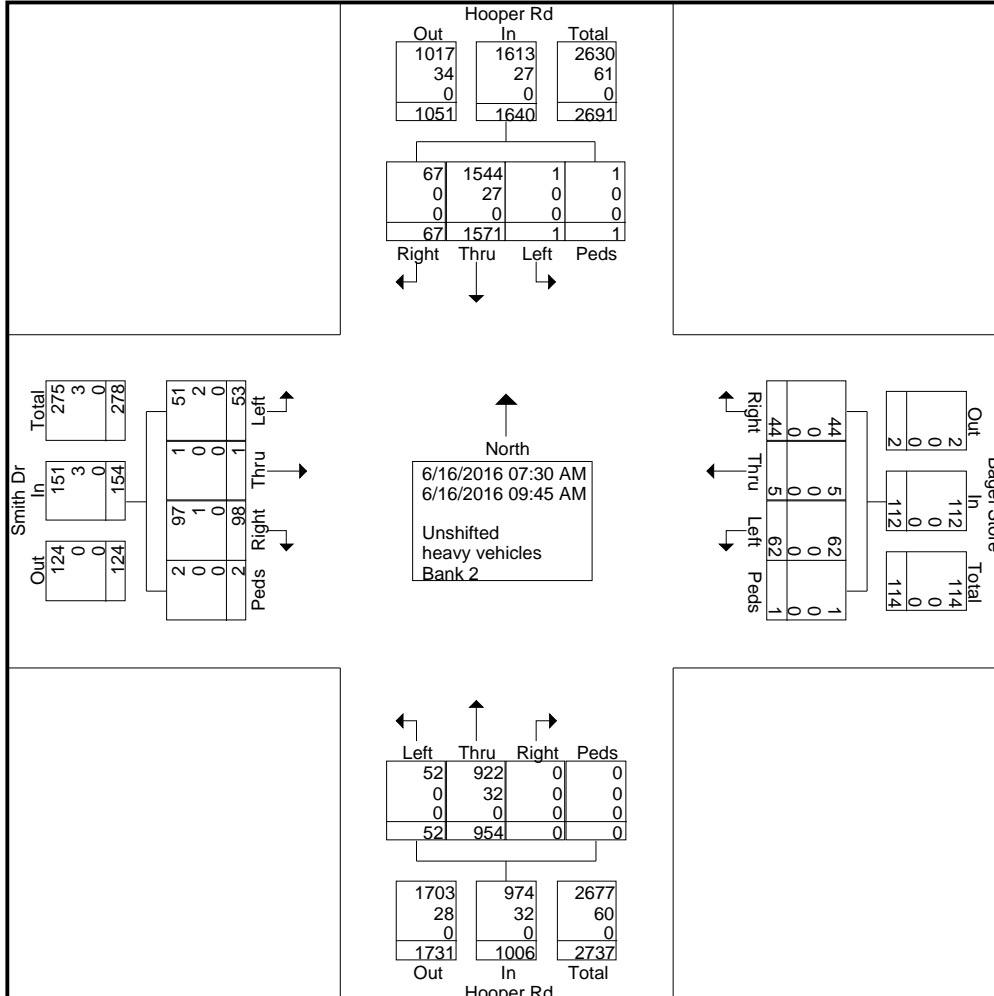 Hooper Rd
Out In Total
1017 1613 2630
34 27 61
0 0 0
1051 1640 2691
67 1544 1 1
0 27 0 0
0 0 0 0
67 1571 1 1
Right Thru Left Peds
Smith Dr
Total
275 3 0 278
In
151 3 0 154
Out
124 0 0 124
51 2 0 53
Left
1 0 0 1
Thru
97 1 0 98
Right
2 0 0 2
Peds
North
6/16/2016 07:30 AM
6/16/2016 09:45 AM
Unshifted
heavy vehicles
Bank 2
Right
44 0 0 44
Thru
5 0 0 5
Left
62 0 0 62
Peds
1 0 0 1
Out
2 0 0 2
In
112 0 0 112
Total
114 0 0 114
Bagel Store
Left Thru Right Peds
52 922 0 0
0 32 0 0
0 0 0 0
52 954 0 0
1703 974 2677
28 32 60
0 0 0
1731 1006 2737
Out In Total
Hooper Rd